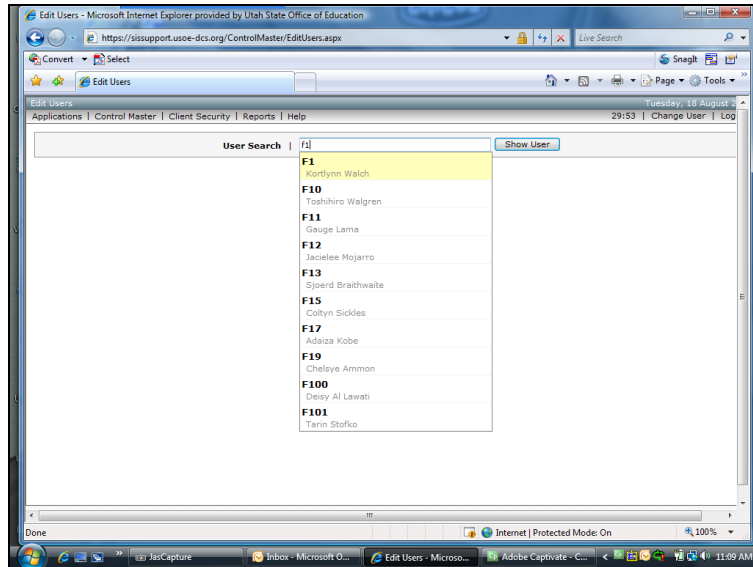 Edit Users - Microsoft Internet Explorer provided by Utah State Office of Education
https://sissupport.usoe-dcs.org/ControlMaster/EditUsers.aspx
Live Search
Convert
Select
SnagIt
Edit Users
Page
Tools
Edit Users
Tuesday, 18 August 2
Applications | Control Master | Client Security | Reports | Help
29:53 | Change User | Log
User Search |
f1
Show User
F1
Kortlynn Walch
F10
Toshihiro Walgren
F11
Gauge Lama
F12
Jacielee Mojarro
F13
Sjoerd Braithwaite
F15
Coltyn Sickles
F17
Adaiza Kobe
F19
Chelsye Ammon
F100
Deisy Al Lawati
F101
Tarin Stofko
Done
Internet | Protected Mode: On
100%
JasCapture
Inbox - Microsoft O...
Edit Users - Microso...
Adobe Captivate - C...
11:09 AM